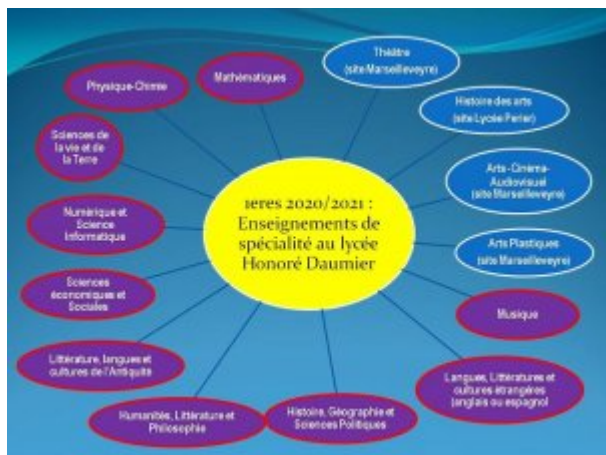 1eres 2020/2021 :
Enseignements de
spécialité au lycée
Honoré Daumier
Théâtre
(site Marseilleveyre)
Histoire des arts
(site Lycée Perier)
Arts-Cinéma-
Audiovisuel
(site Marseilleveyre)
Arts Plastiques
(site Marseilleveyre)
Musique
Langues, Littératures et
cultures étrangères
(anglais ou espagnol
Histoire, Géographie et
Sciences Politiques
Humanités, Littérature et
Philosophie
Littérature, langues et
cultures de l'Antiquité
Sciences
économiques et
Sociales
Numérique et
Science
Informatique
Sciences de
la vie et de
la Terre
Physique-Chimie
Mathématiques